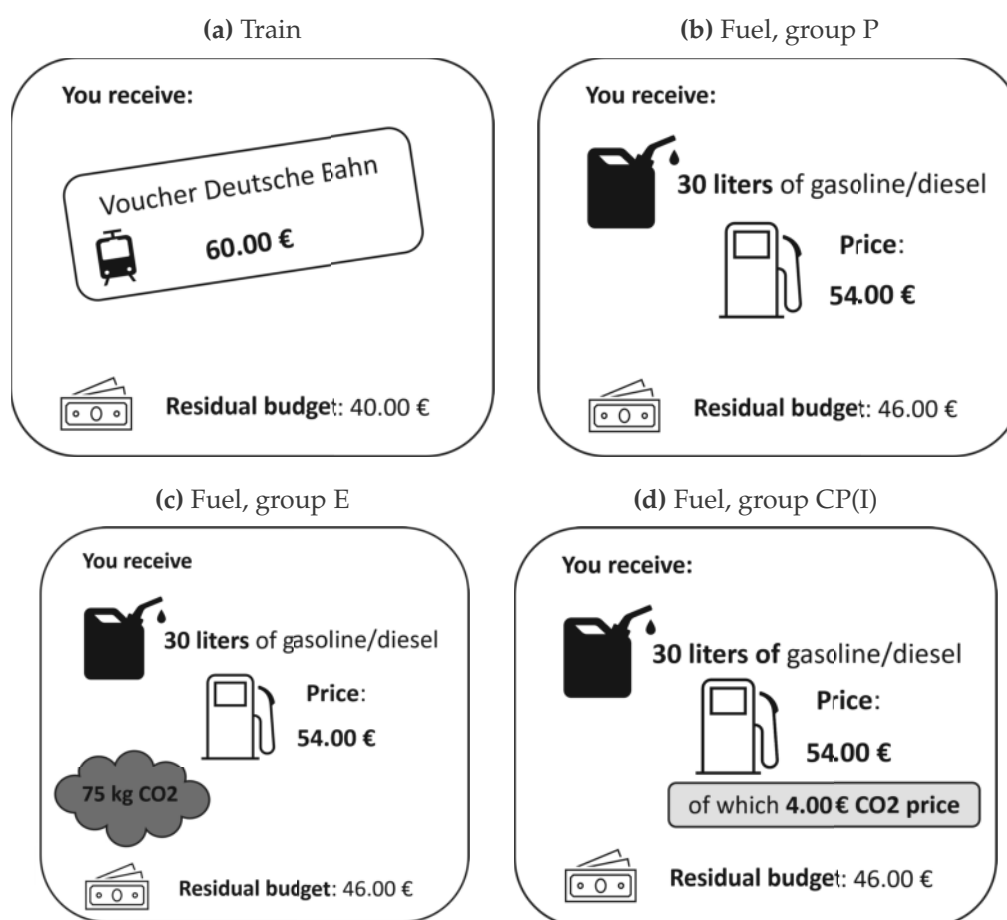 (a) Train
You receive:
Voucher Deutsche Bahn
60.00 €
Residual budget: 40.00 €
(b) Fuel, group P
You receive:
30 liters of gasoline/diesel
Price:
54.00 €
Residual budget: 46.00 €
(c) Fuel, group E
You receive
30 liters of gasoline/diesel
Price:
54.00 €
75 kg CO2
Residual budget: 46.00 €
(d) Fuel, group CP(I)
You receive:
30 liters of gasoline/diesel
Price:
54.00 €
of which 4.00 € CO2 price
Residual budget: 46.00 €